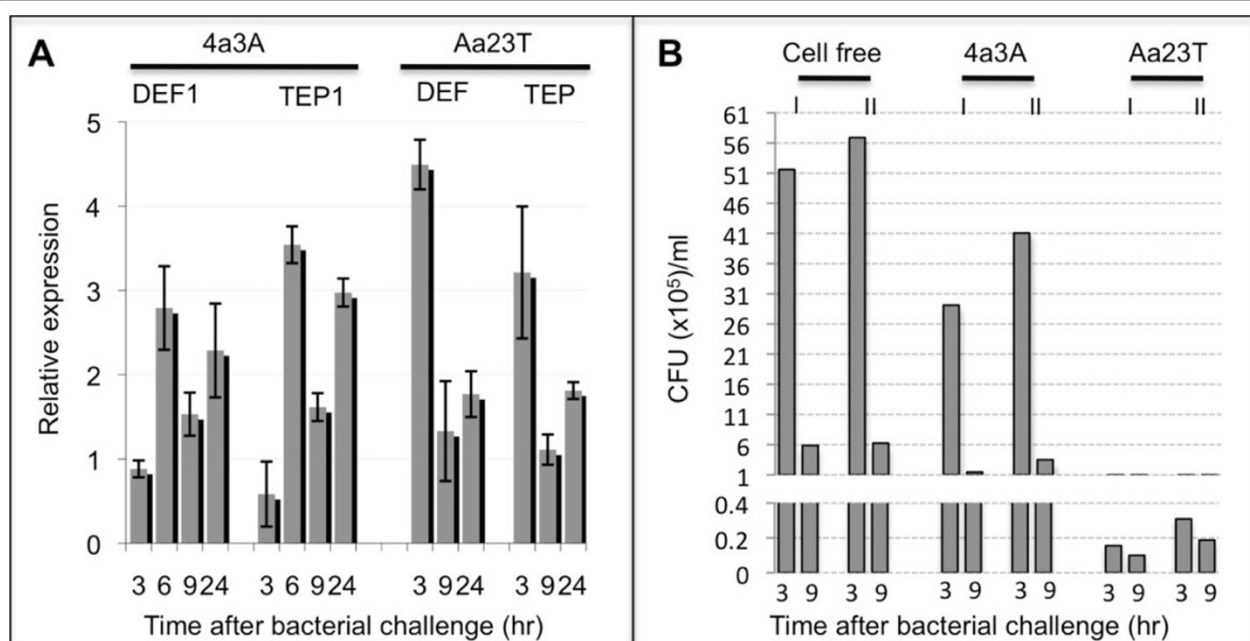 A
4a3A
Aa23T
DEF1
TEP1
DEF
TEP
5
4
3
2
1
0
Relative expression
3 6 9 24 3 6 9 24 3 9 24 3 9 24
Time after bacterial challenge (hr)
B
Cell free
4a3A
Aa23T
I II I II I II
61
56
51
46
41
36
31
26
21
16
11
6
1
0.4
0.2
0
CFU (x10⁵)/ml
3 9 3 9 3 9 3 9 3 9 3 9
Time after bacterial challenge (hr)